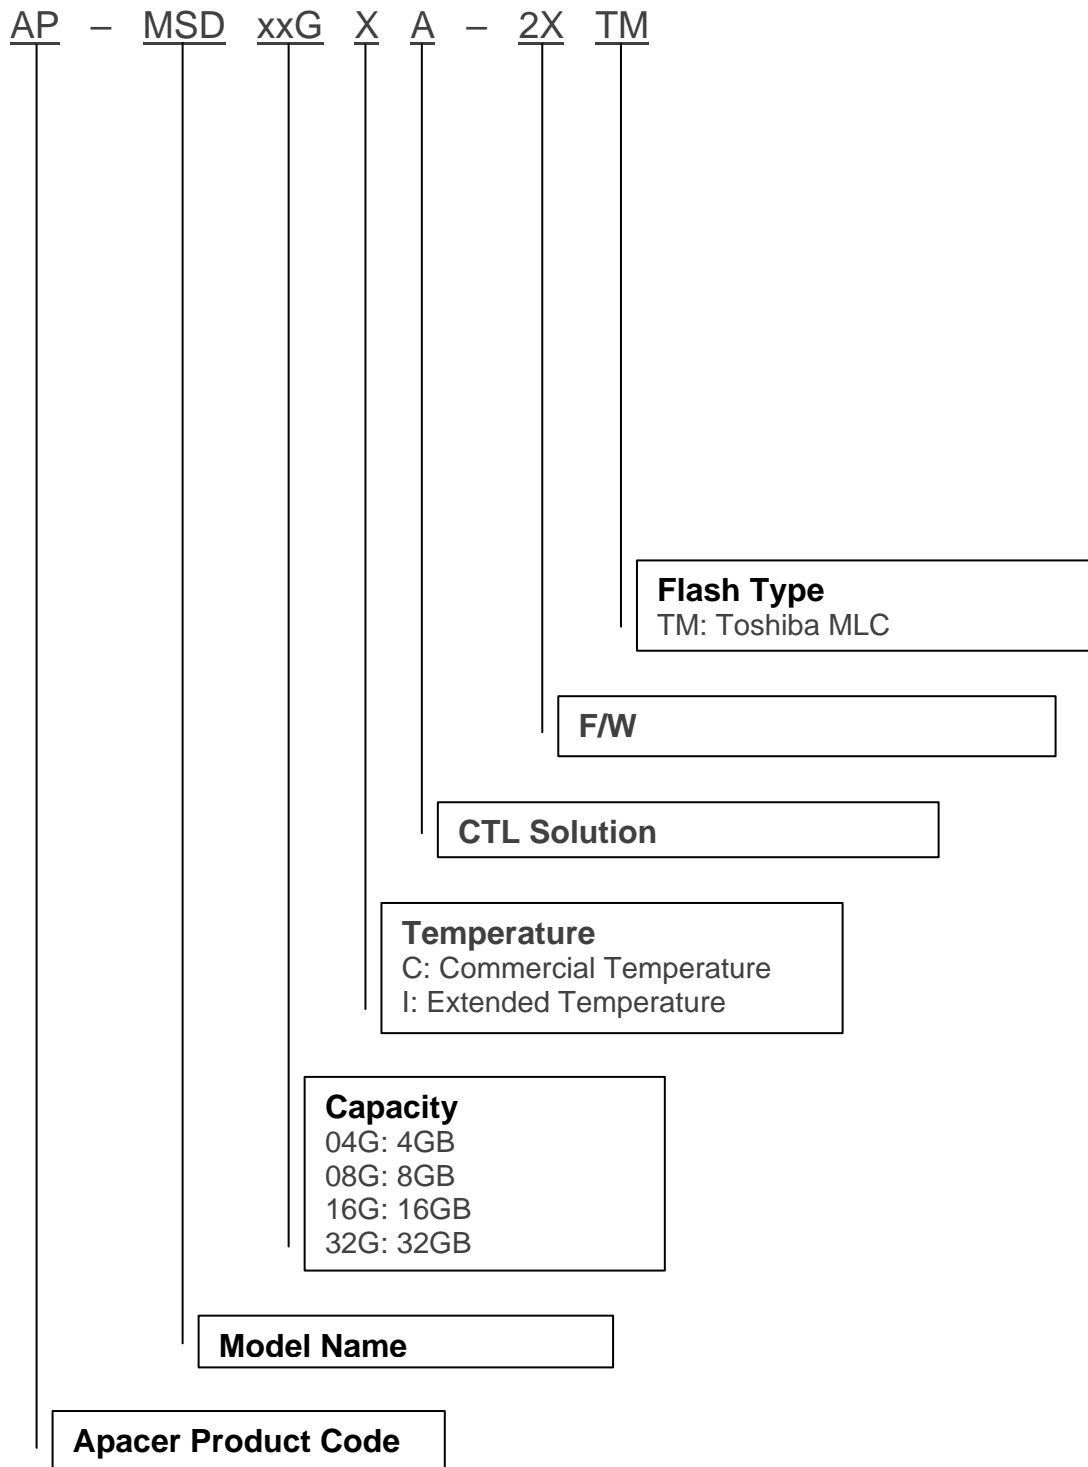 AP – MSD xxG X A – 2X TM
Flash Type
TM: Toshiba MLC
F/W
CTL Solution
Temperature
C: Commercial Temperature
I: Extended Temperature
Capacity
04G: 4GB
08G: 8GB
16G: 16GB
32G: 32GB
Model Name
Apacer Product Code